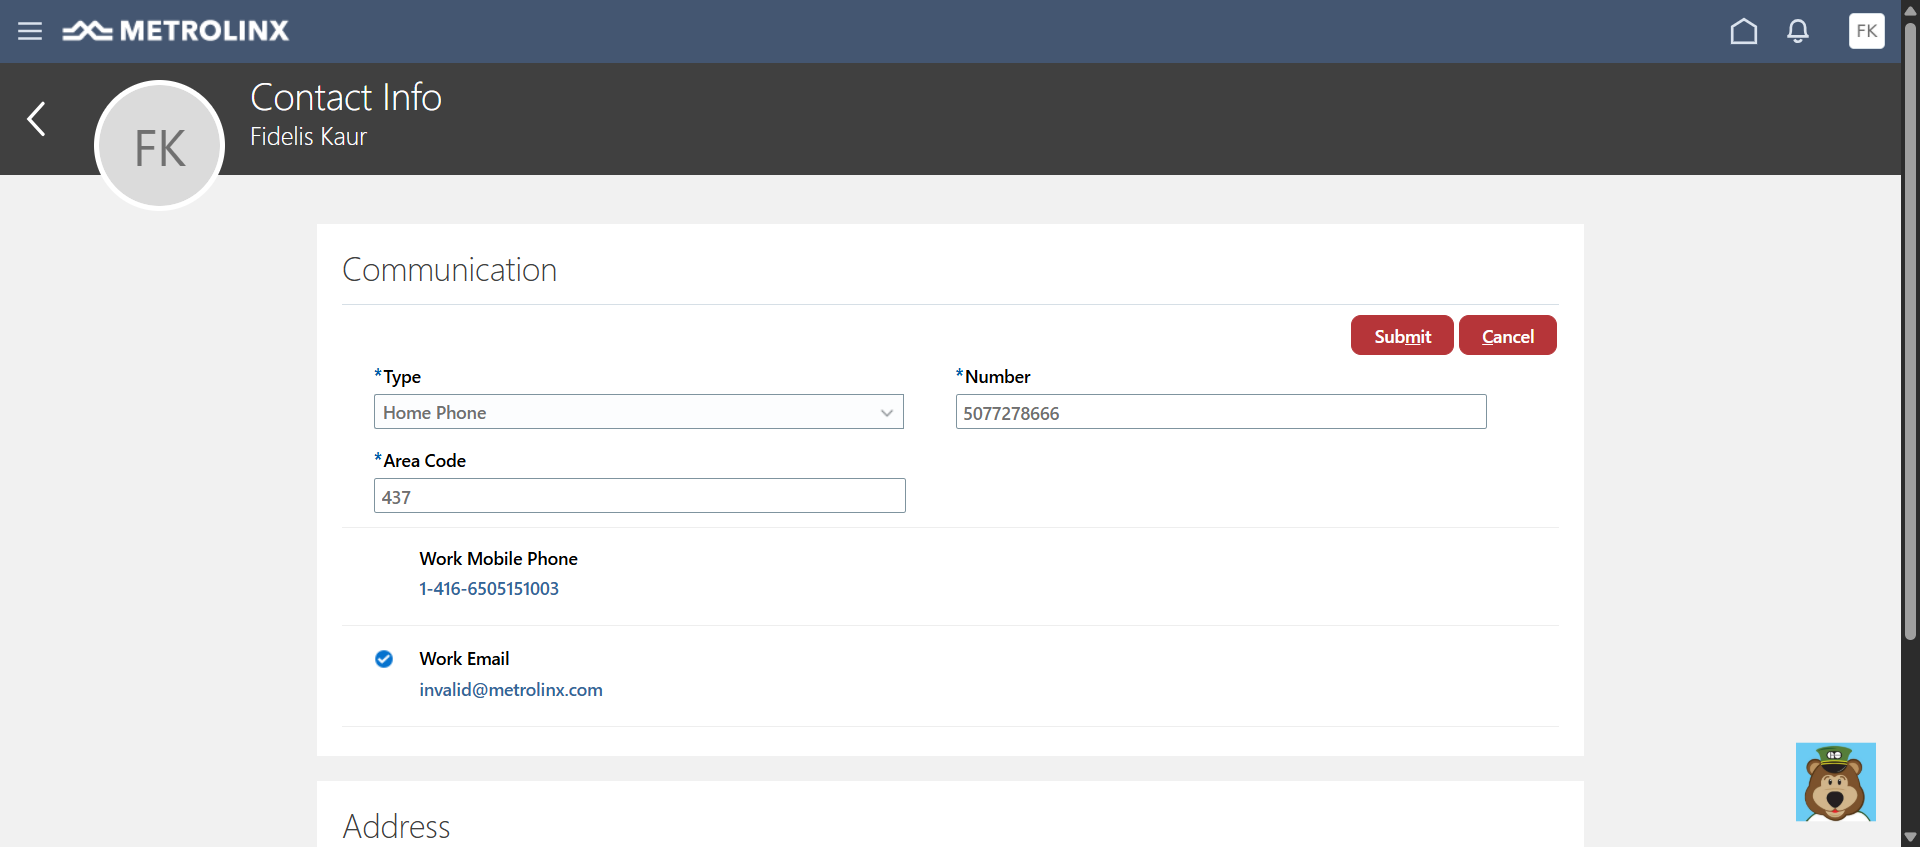 METROLINX
FK
FK
Contact Info
Fidelis Kaur
Communication
Submit Cancel
*Type
Home Phone
*Number
5077278666
*Area Code
437
Work Mobile Phone
1-416-6505151003
Work Email
invalid@metrolinx.com
Address